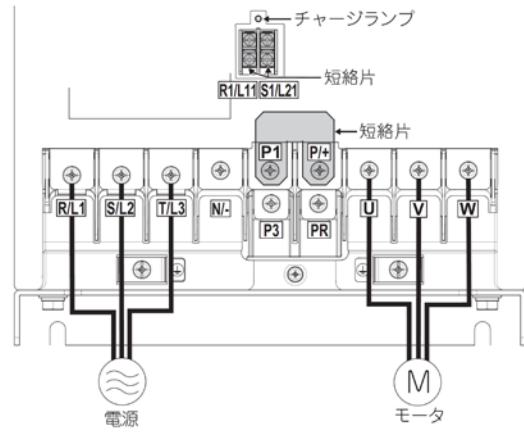 チャージランプ
短絡片
R1/L11 S1/L21
短絡片
P1 P/+
R/L1 S/L2 T/L3 N/- U V W
P3 PR
M
電源 モータ